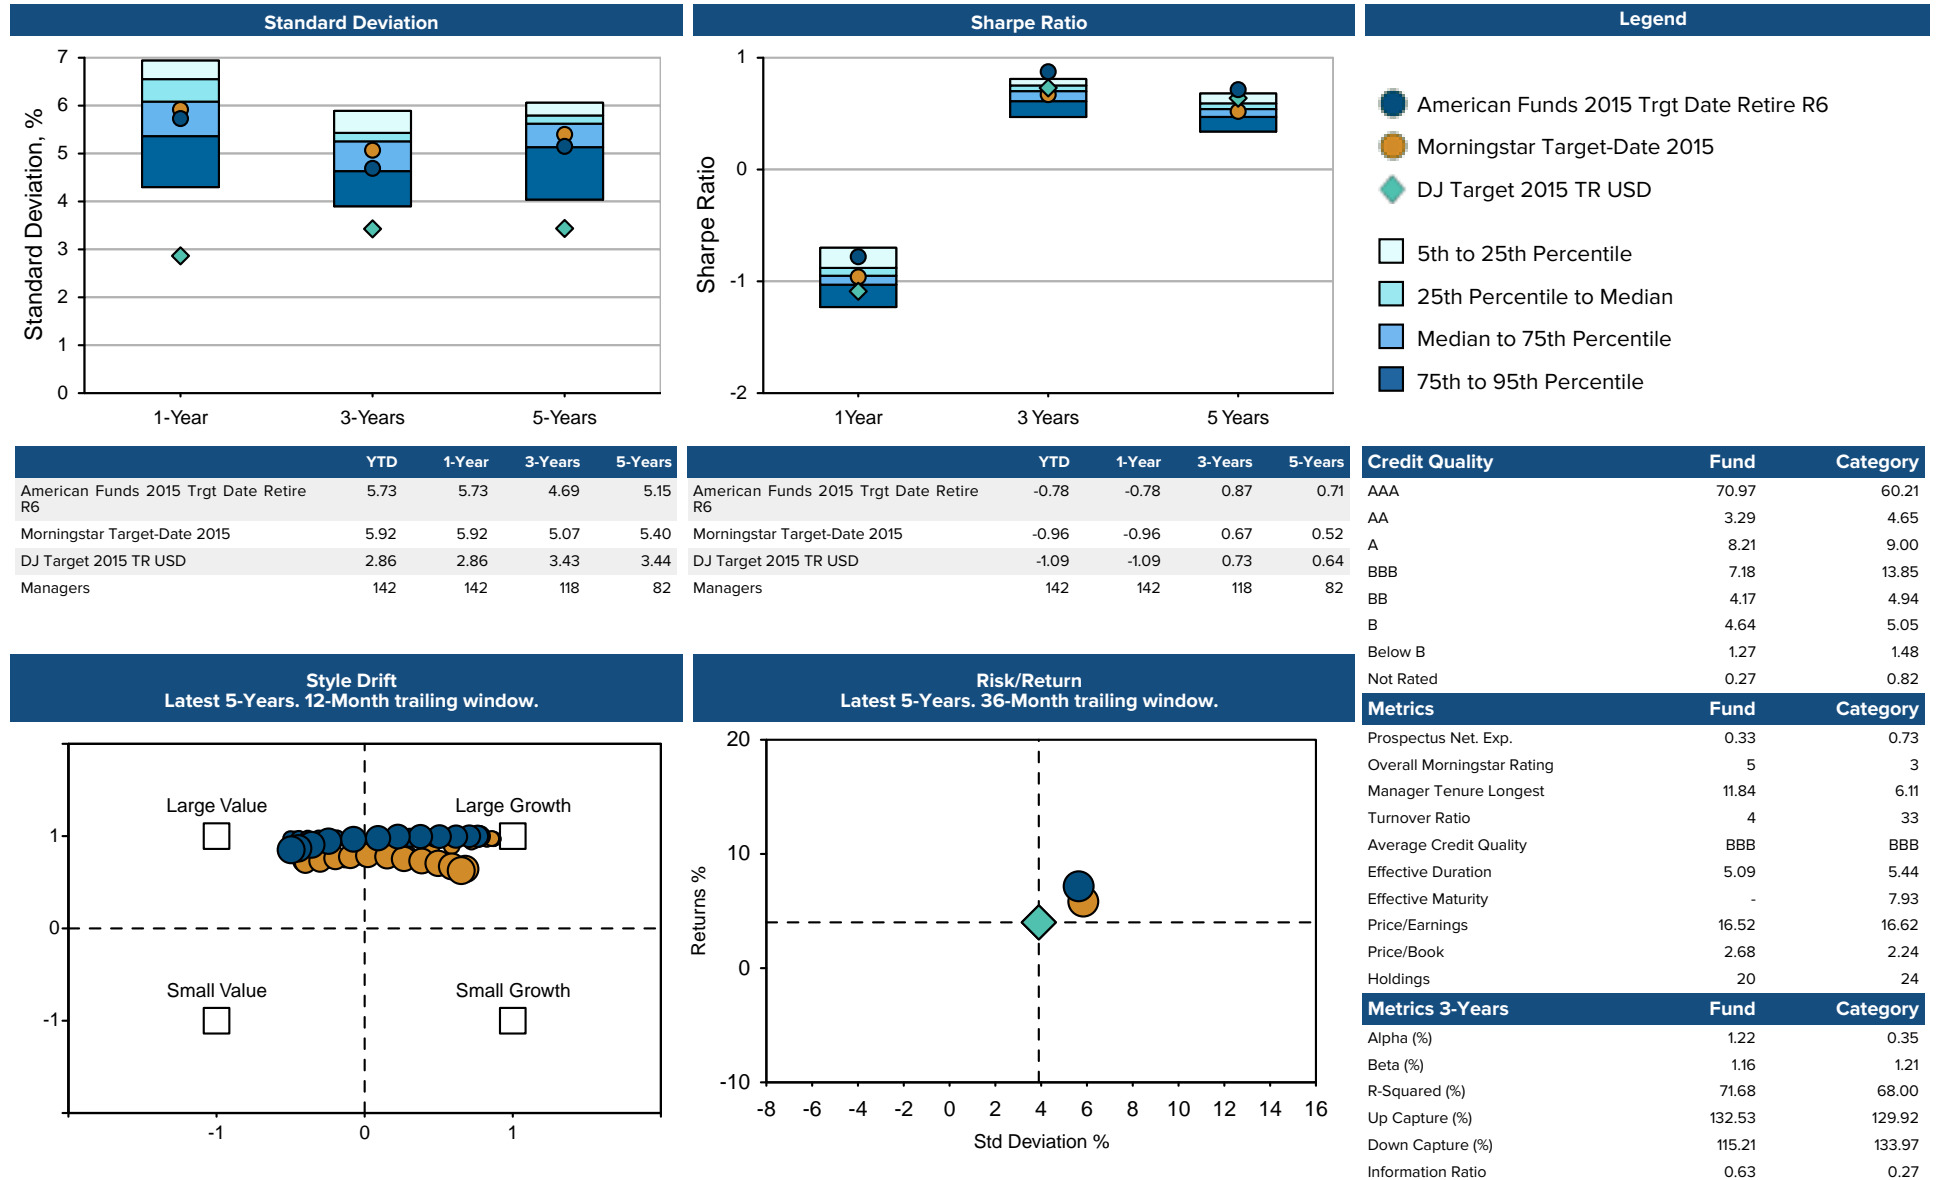 Standard Deviation
7
6
5
4
3
2
1
0
Standard Deviation, %
1-Year
3-Years
5-Years
Sharpe Ratio
1
0
-1
-2
Sharpe Ratio
1Year
3 Years
5 Years
Legend
American Funds 2015 Trgt Date Retire R6
Morningstar Target-Date 2015
DJ Target 2015 TR USD
5th to 25th Percentile
25th Percentile to Median
Median to 75th Percentile
75th to 95th Percentile
YTD 1-Year 3-Years 5-Years
American Funds 2015 Trgt Date Retire 5.73 5.73 4.69 5.15
R6
Morningstar Target-Date 2015 5.92 5.92 5.07 5.40
DJ Target 2015 TR USD 2.86 2.86 3.43 3.44
Managers 142 142 118 82
YTD 1-Year 3-Years 5-Years
American Funds 2015 Trgt Date Retire -0.78 -0.78 0.87 0.71
R6
Morningstar Target-Date 2015 -0.96 -0.96 0.67 0.52
DJ Target 2015 TR USD -1.09 -1.09 0.73 0.64
Managers 142 142 118 82
Credit Quality Fund Category
AAA 70.97 60.21
AA 3.29 4.65
A 8.21 9.00
BBB 7.18 13.85
BB 4.17 4.94
B 4.64 5.05
Below B 1.27 1.48
Not Rated 0.27 0.82
Metrics Fund Category
Prospectus Net. Exp. 0.33 0.73
Overall Morningstar Rating 5 3
Manager Tenure Longest 11.84 6.11
Turnover Ratio 4 33
Average Credit Quality BBB BBB
Effective Duration 5.09 5.44
Effective Maturity - 7.93
Price/Earnings 16.52 16.62
Price/Book 2.68 2.24
Holdings 20 24
Metrics 3-Years Fund Category
Alpha (%) 1.22 0.35
Beta (%) 1.16 1.21
R-Squared (%) 71.68 68.00
Up Capture (%) 132.53 129.92
Down Capture (%) 115.21 133.97
Information Ratio 0.63 0.27
Style Drift
Latest 5-Years. 12-Month trailing window.
Large Value Large Growth
1
0
Small Value Small Growth
-1
-1 0 1
Risk/Return
Latest 5-Years. 36-Month trailing window.
20
10
0
-10
Returns %
-8 -6 -4 -2 0 2 4 6 8 10 12 14 16
Std Deviation %